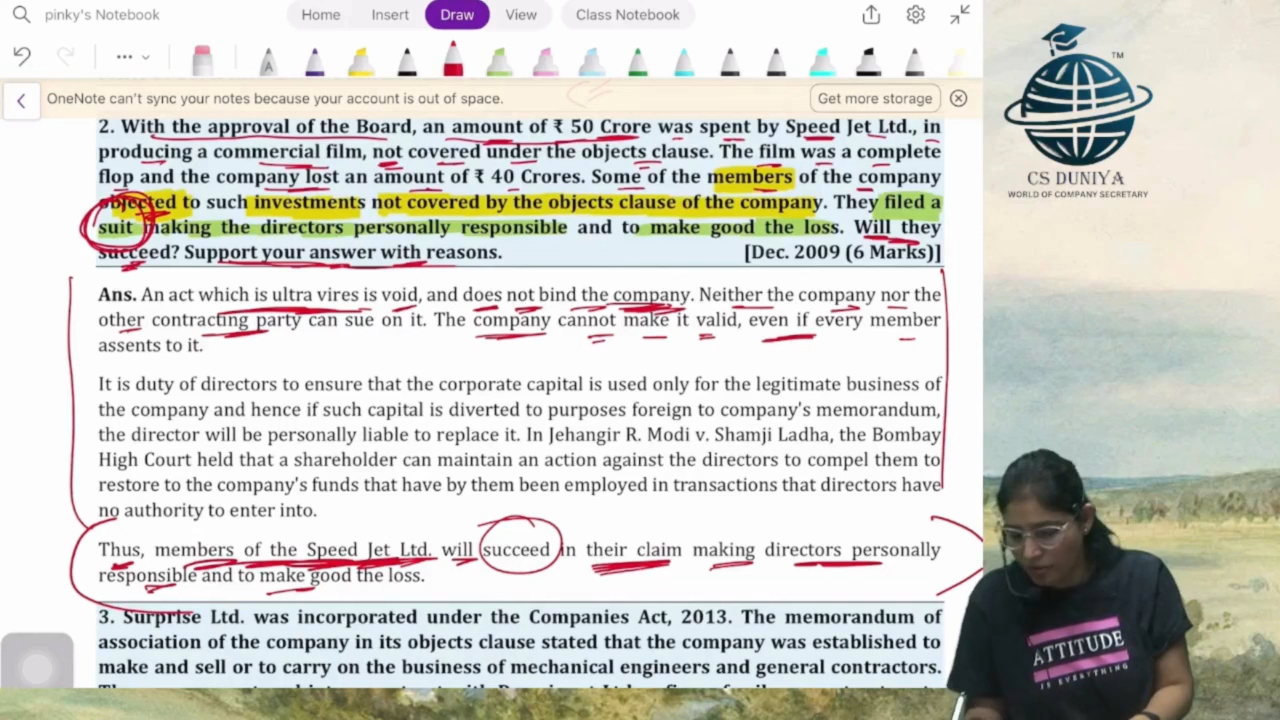 pinky's Notebook
Home Insert Draw View Class Notebook
OneNote can't sync your notes because your account is out of space.
Get more storage
2. With the approval of the Board, an amount of ₹ 50 Crore was spent by Speed Jet Ltd., in
producing a commercial film, not covered under the objects clause. The film was a complete
flop and the company lost an amount of ₹ 40 Crores. Some of the members of the company
objected to such investments not covered by the objects clause of the company. They filed a
suit making the directors personally responsible and to make good the loss. Will they
succeed? Support your answer with reasons. [Dec. 2009 (6 Marks)]
Ans. An act which is ultra vires is void, and does not bind the company. Neither the company nor the
other contracting party can sue on it. The company cannot make it valid, even if every member
assents to it.
It is duty of directors to ensure that the corporate capital is used only for the legitimate business of
the company and hence if such capital is diverted to purposes foreign to company's memorandum,
the director will be personally liable to replace it. In Jehangir R. Modi v. Shamji Ladha, the Bombay
High Court held that a shareholder can maintain an action against the directors to compel them to
restore to the company's funds that have by them been employed in transactions that directors have
no authority to enter into.
Thus, members of the Speed Jet Ltd. will succeed in their claim making directors personally
responsible and to make good the loss.
3. Surprise Ltd. was incorporated under the Companies Act, 2013. The memorandum of
association of the company in its objects clause stated that the company was established to
make and sell or to carry on the business of mechanical engineers and general contractors.
TM
CS DUNIYA
WORLD OF COMPANY SECRETARY
ATTITUDE
IS EVERYTHING